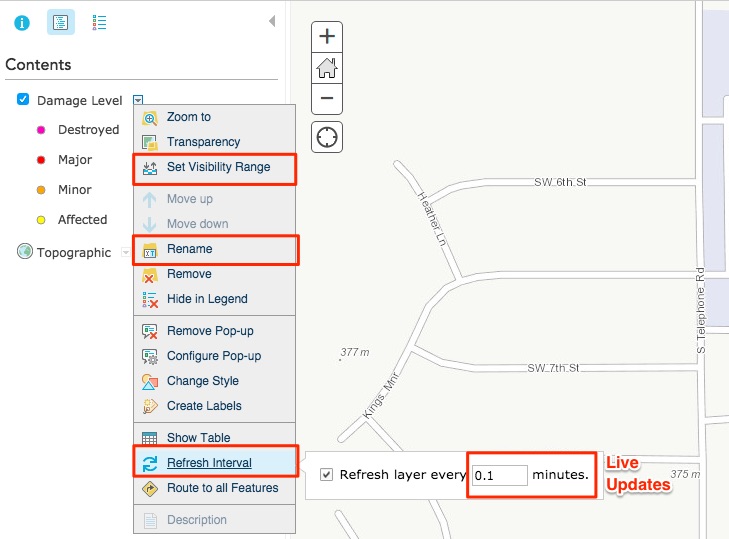 Contents
Damage Level
Destroyed
Major
Minor
Affected
Topographic
Zoom to
Transparency
Set Visibility Range
Move up
Move down
Rename
Remove
Hide in Legend
Remove Pop-up
Configure Pop-up
Change Style
Create Labels
Show Table
Refresh Interval
Route to all Features
Description
Refresh layer every 0.1 minutes.
Live
Updates
SW 6th St
Heather Ln
S Telephone Rd
377 m
SW 7th St
Kings Mnr
375 m